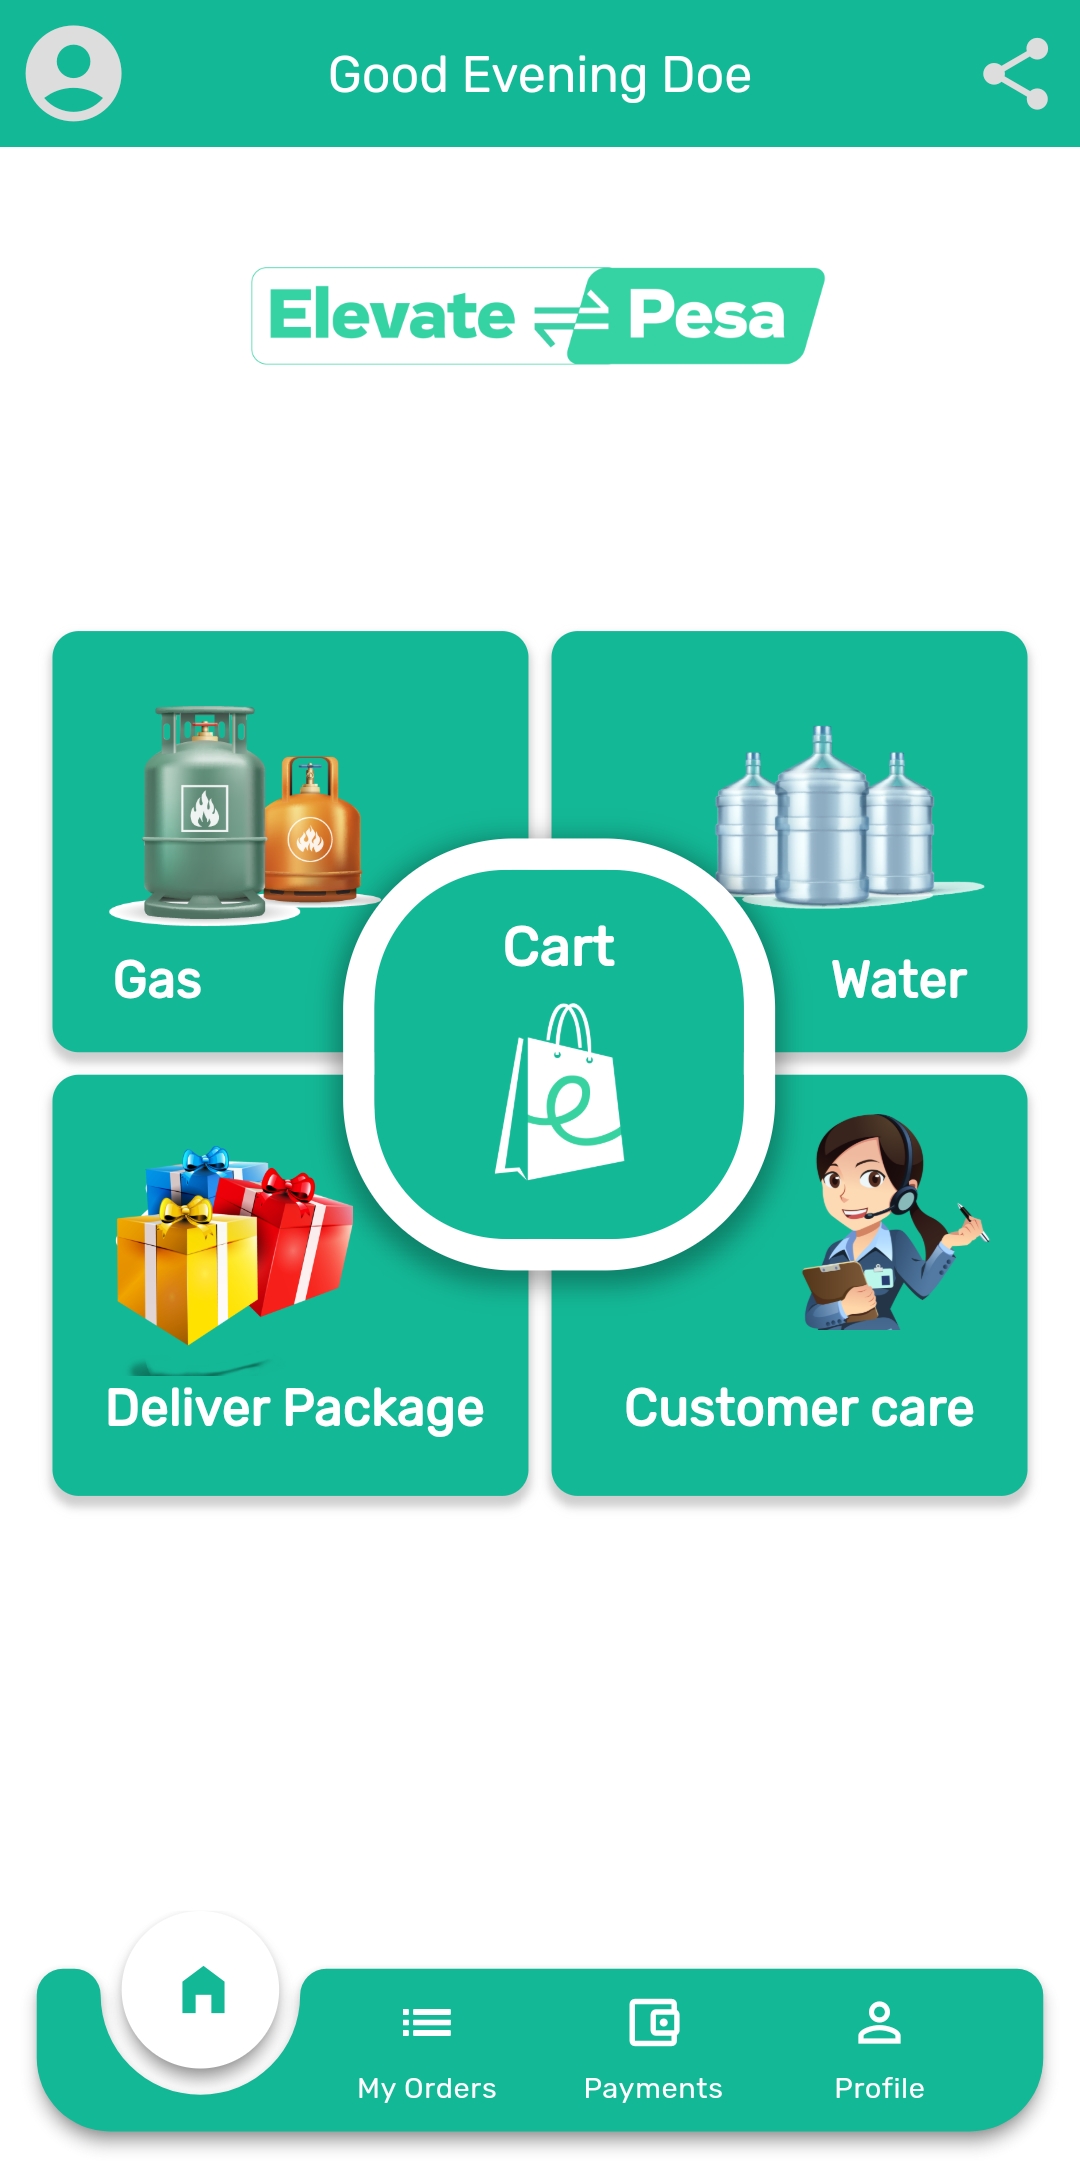 Good Evening Doe
Elevate Pesa
Gas
Cart
Water
Deliver Package
Customer care
My Orders
Payments
Profile